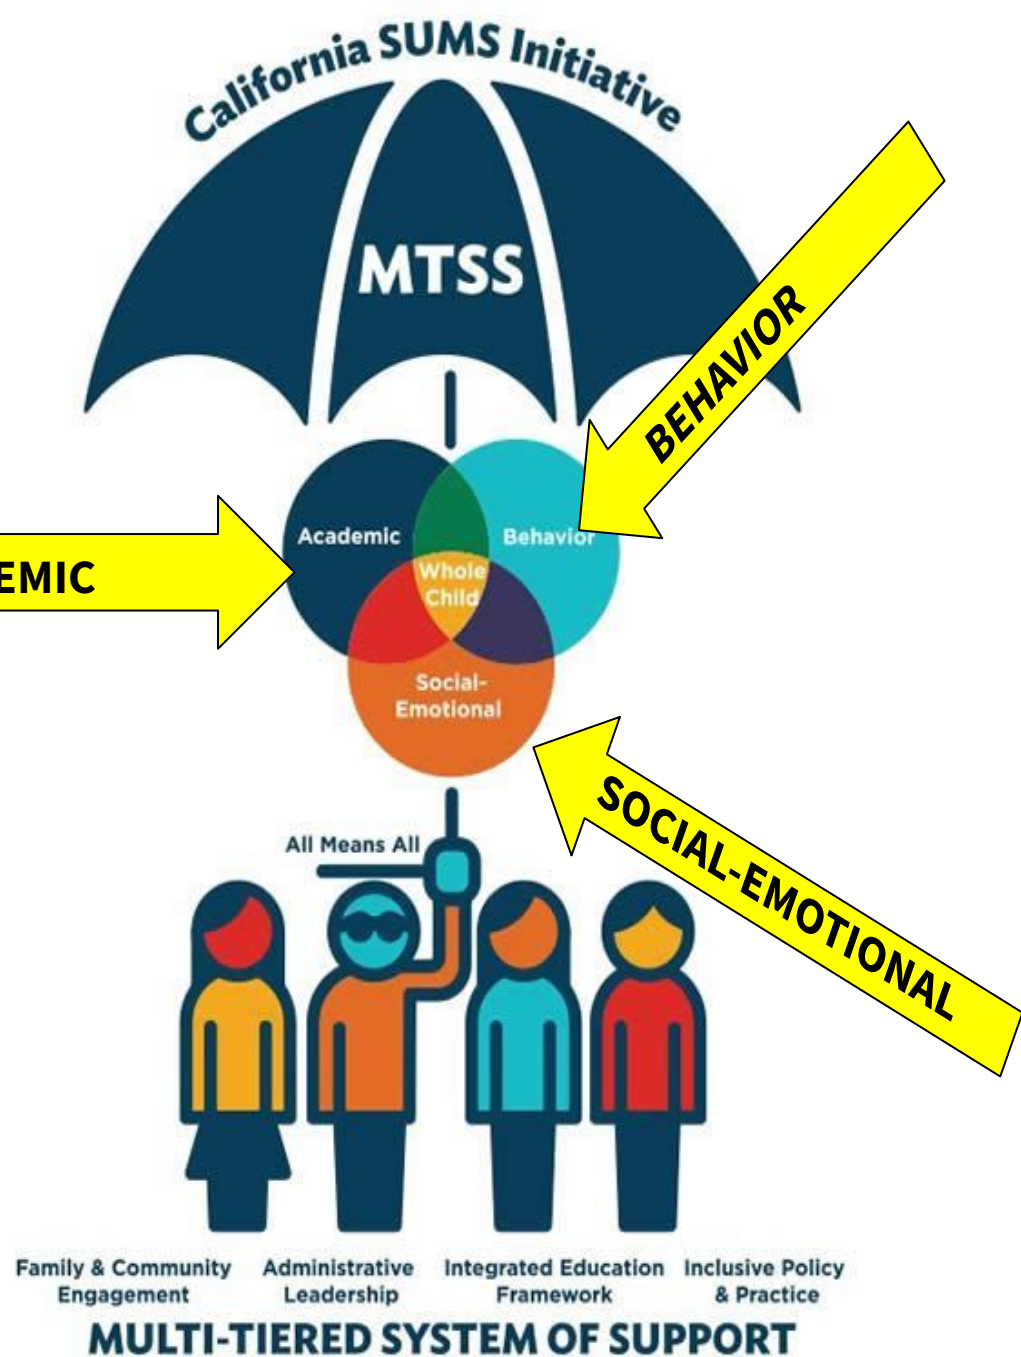 California SUMS Initiative
MTSS
BEHAVIOR
Academic
Behavior
EMIC
Whole
Child
Social-
Emotional
SOCIAL-EMOTIONAL
All Means All
Family & Community
Engagement
Administrative
Leadership
Integrated Education
Framework
Inclusive Policy
& Practice
MULTI-TIERED SYSTEM OF SUPPORT